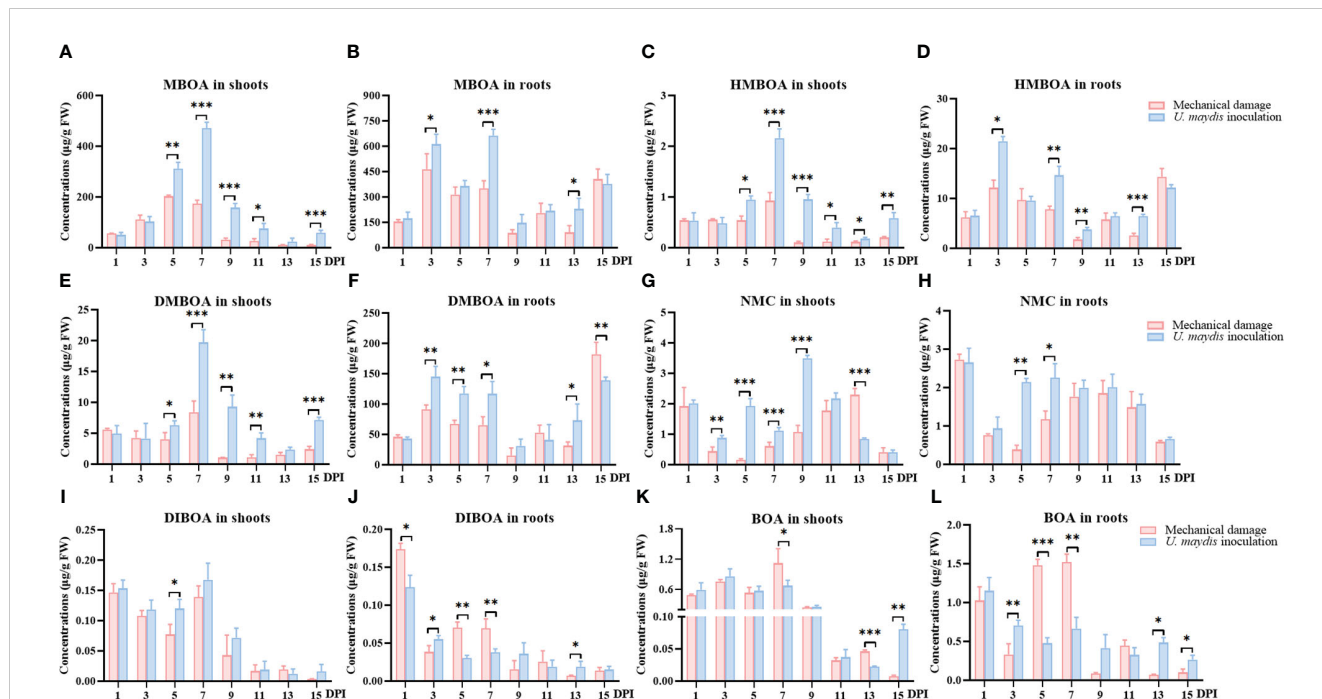 A B C D
MBOA in shoots MBOA in roots HMBOA in shoots HMBOA in roots
Mechanical damage
U. maydis inoculation
Concentrations (µg/g FW) Concentrations (µg/g FW) Concentrations (µg/g FW) Concentrations (µg/g FW)
600 900 3 30
400 750 2 20
200 600 1 10
0 450 0 0
300
150
0
** *** *** * ***
* *** *
* *** *** * * **
* ** ** ***
1 3 5 7 9 11 13 15 DPI 1 3 5 7 9 11 13 15 DPI 1 3 5 7 9 11 13 15 DPI 1 3 5 7 9 11 13 15 DPI
E F G H
DMBOA in shoots DMBOA in roots NMC in shoots NMC in roots
Mechanical damage
U. maydis inoculation
Concentrations (µg/g FW) Concentrations (µg/g FW) Concentrations (µg/g FW) Concentrations (µg/g FW)
25 250 5 4
20 200 4 3
15 150 3 2
10 100 2 1
5 50 1 0
0 0 0
* *** ** ** ***
** ** * * **
** *** *** *** ***
** *
1 3 5 7 9 11 13 15 DPI 1 3 5 7 9 11 13 15 DPI 1 3 5 7 9 11 13 15 DPI 1 3 5 7 9 11 13 15 DPI
I J K L
DIBOA in shoots DIBOA in roots BOA in shoots BOA in roots
Mechanical damage
U. maydis inoculation
Concentrations (µg/g FW) Concentrations (µg/g FW) Concentrations (µg/g FW) Concentrations (µg/g FW)
0.25 0.20 1.8 2.0
0.20 0.15 1.2 1.5
0.15 0.10 0.6 1.0
0.10 0.05 0.10 0.5
0.05 0.00 0.05 0.0
0.00 0.00
*
* * ** ** *
* *** **
** *** ** * *
1 3 5 7 9 11 13 15 DPI 1 3 5 7 9 11 13 15 DPI 1 3 5 7 9 11 13 15 DPI 1 3 5 7 9 11 13 15 DPI